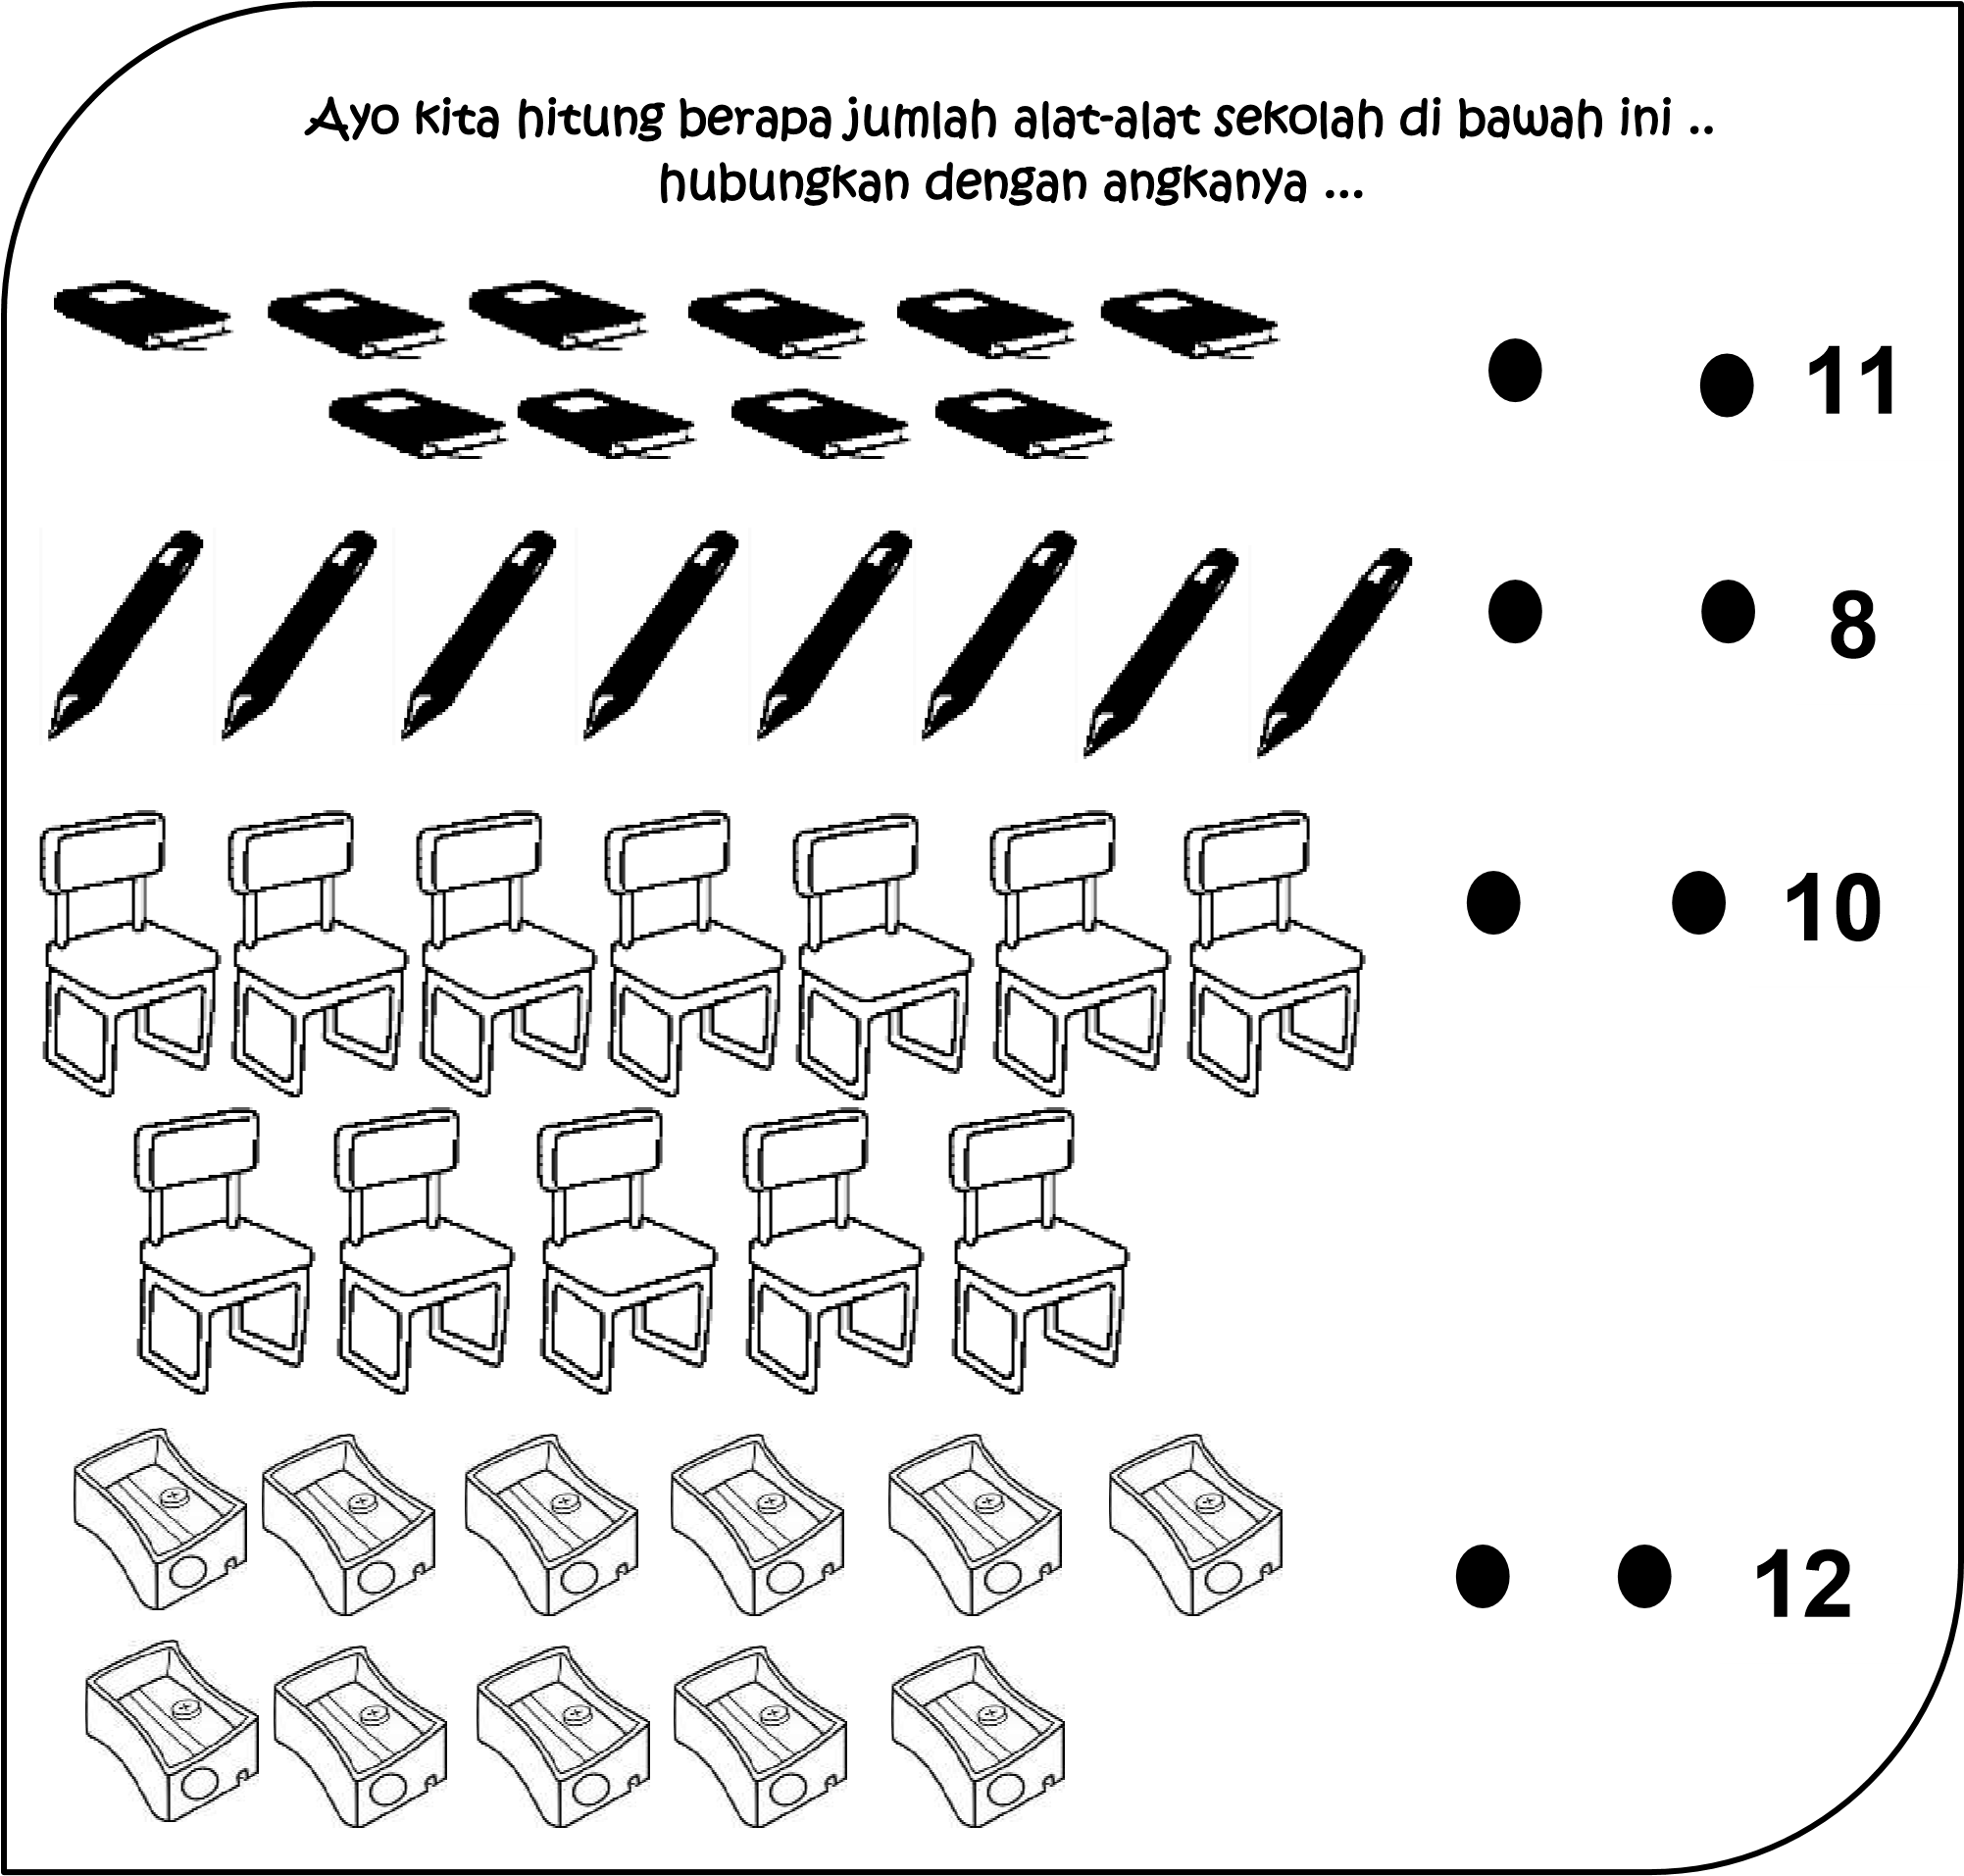 Ayo kita hitung berapa jumlah alat-alat sekolah di bawah ini ..
hubungkan dengan angkanya ...
11
8
10
12